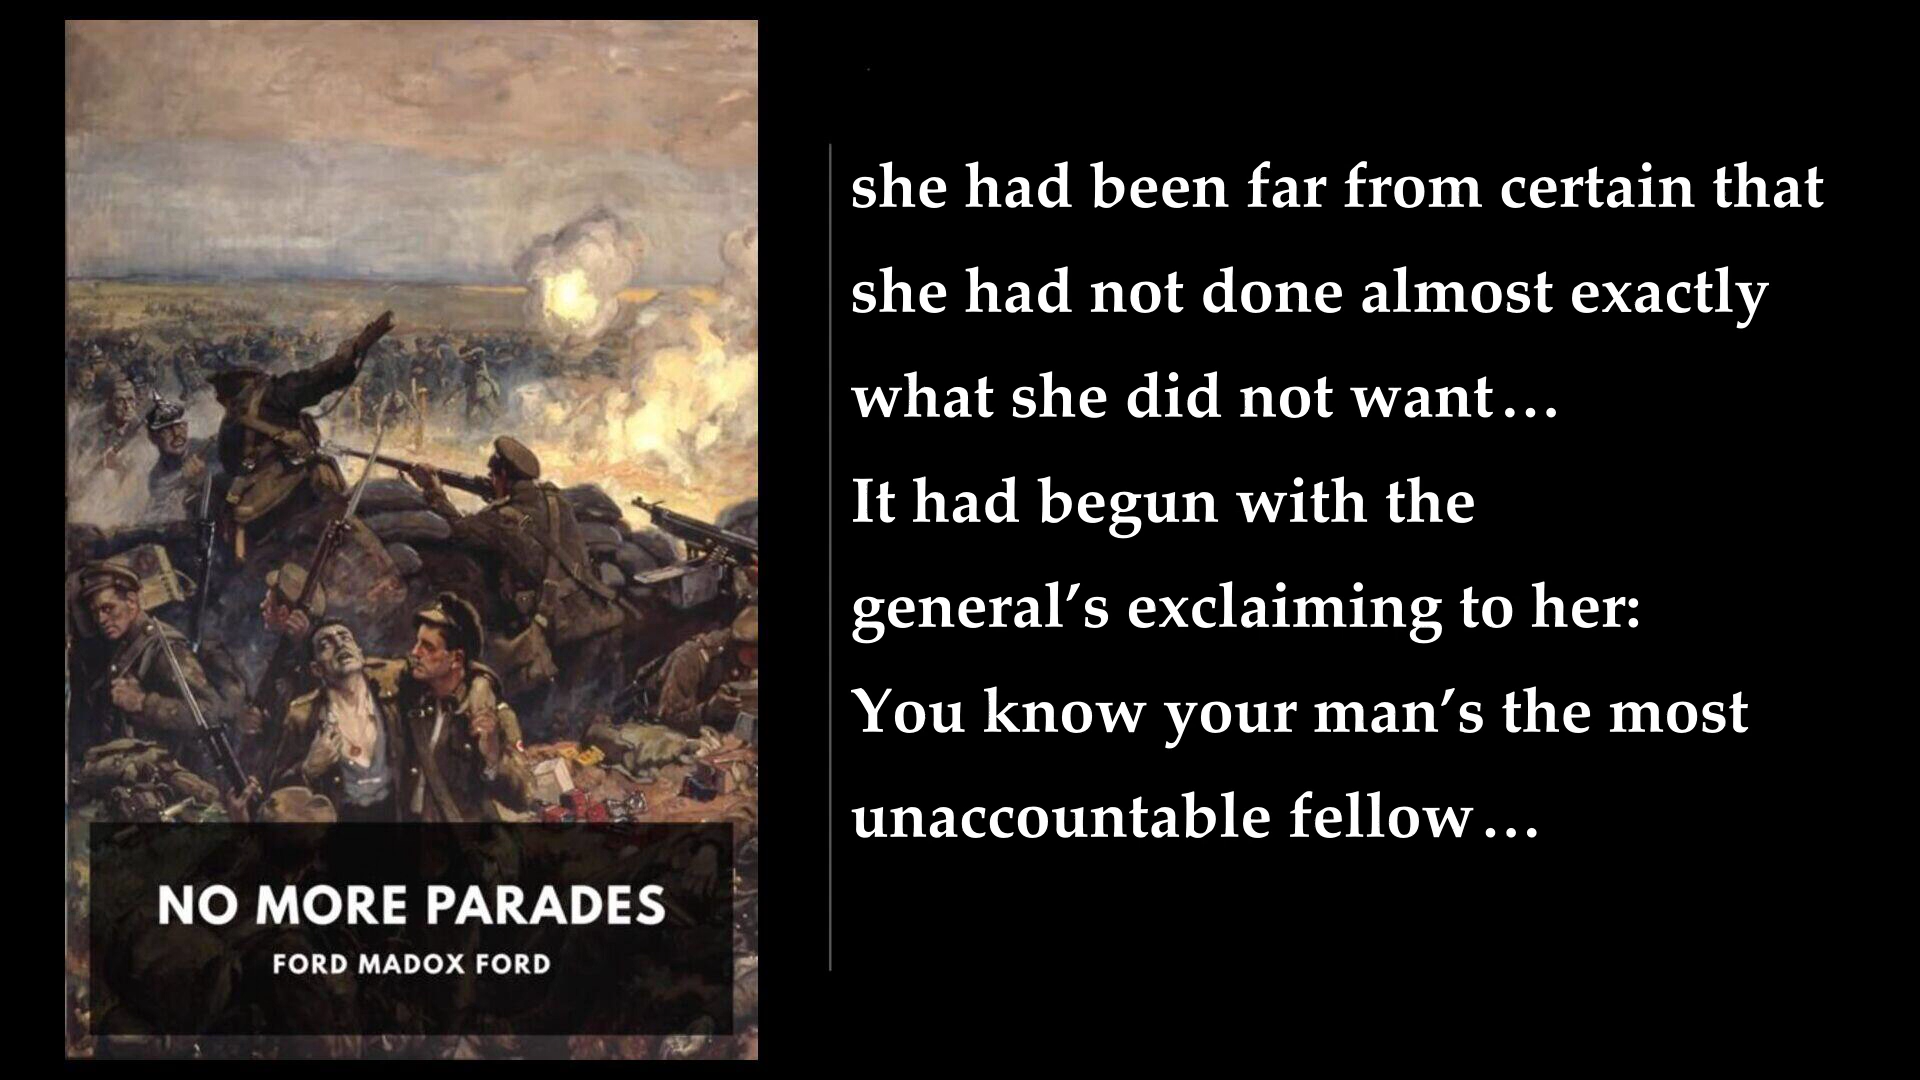 she had been far from certain that
she had not done almost exactly
what she did not want…
It had begun with the
general’s exclaiming to her:
You know your man’s the most
unaccountable fellow…
NO MORE PARADES
FORD MADOX FORD